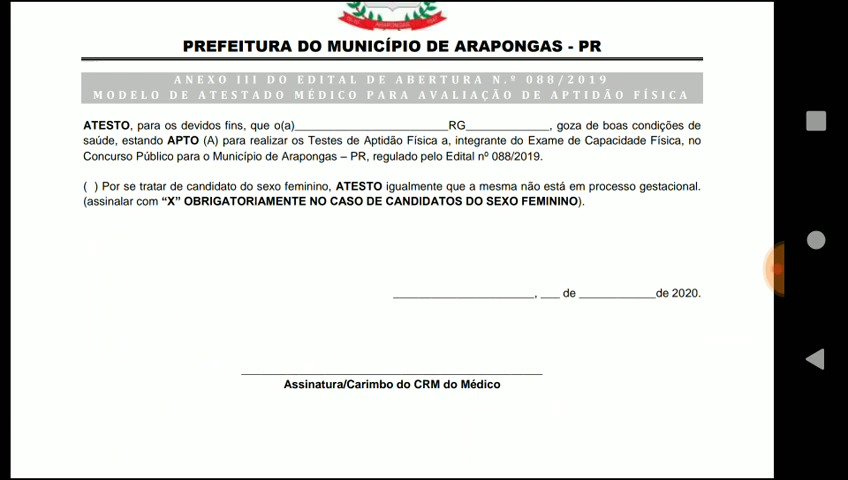 ARAPONGAS
PREFEITURA DO MUNICÍPIO DE ARAPONGAS - PR
ANEXO III DO EDITAL DE ABERTURA N.º 088/2019
MODELO DE ATESTADO MÉDICO PARA AVALIAÇÃO DE APTIDÃO FÍSICA
ATESTO, para os devidos fins, que o(a)________________________RG_____________, goza de boas condições de
saúde, estando APTO (A) para realizar os Testes de Aptidão Física a, integrante do Exame de Capacidade Física, no
Concurso Público para o Município de Arapongas – PR, regulado pelo Edital nº 088/2019.
( ) Por se tratar de candidato do sexo feminino, ATESTO igualmente que a mesma não está em processo gestacional.
(assinalar com “X” OBRIGATORIAMENTE NO CASO DE CANDIDATOS DO SEXO FEMININO).
______________________, ___ de ____________de 2020.
_______________________________________________
Assinatura/Carimbo do CRM do Médico